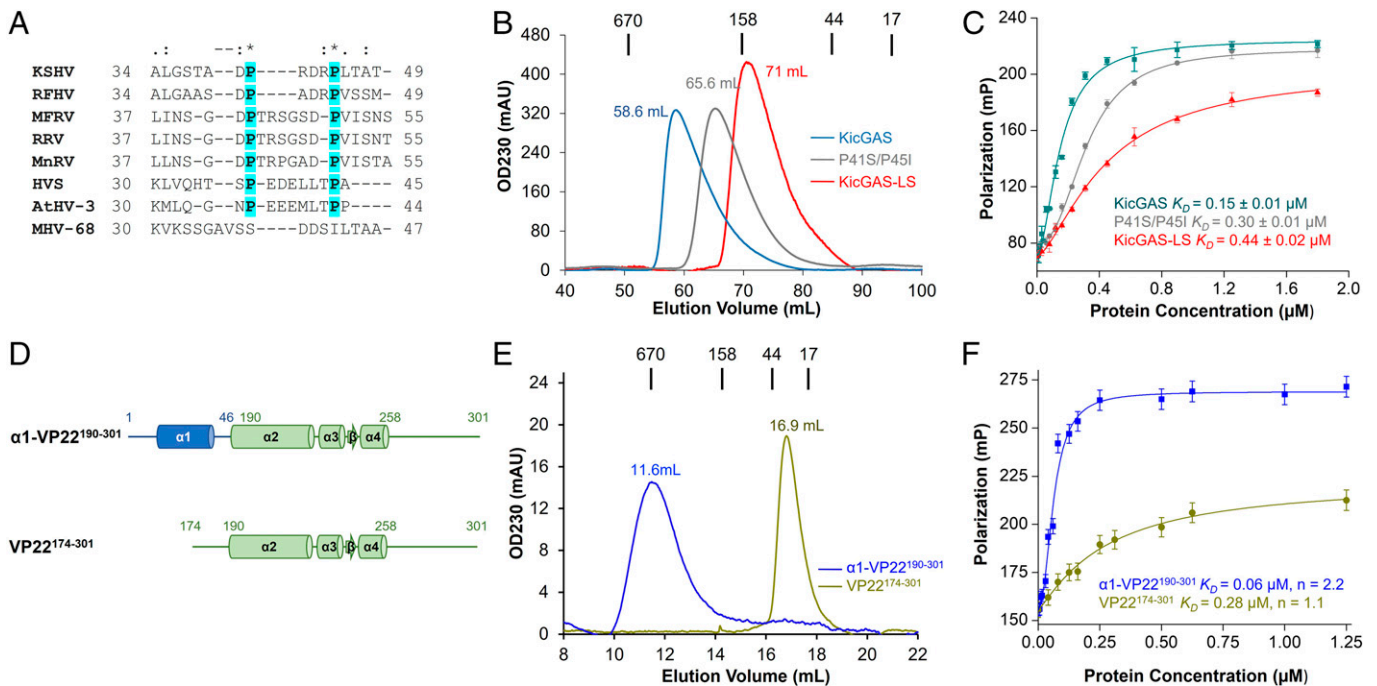 A
.: --:* :*. :
KSHV 34 ALGSTA--DP----RDRPLTAT- 49
RFHV 34 ALGAAS--DP----ADRPVSSM- 49
MFRV 37 LINS-G--DPTRSGSD-PVISNS 55
RRV 37 LINS-G--DPTRSGSD-PVISNT 55
MnRV 37 LLNS-G--DPTRPGAD-PVISTA 55
HVS 30 KLVQHT--SP-EDELLTPA---- 45
AtHV-3 30 KMLQ-G--NP-EEEMLTPP---- 44
MHV-68 30 KVKSSGAVSS----DDSILTAA- 47
B
670 158 44 17
OD230 (mAU)
480
400
320
240
160
80
0
58.6 mL
65.6 mL
71 mL
KicGAS
P41S/P45I
KicGAS-LS
40 50 60 70 80 90 100
Elution Volume (mL)
C
Polarization (mP)
240
200
160
120
80
KicGAS KD = 0.15 ± 0.01 µM
P41S/P45I KD = 0.30 ± 0.01 µM
KicGAS-LS KD = 0.44 ± 0.02 µM
0.0 0.4 0.8 1.2 1.6 2.0
Protein Concentration (µM)
D
1 46 190 258 301
α1-VP22190-301 α1 α2 α3 β α4
174 190 258 301
VP22174-301 α2 α3 β α4
E
670 158 44 17
OD230 (mAU)
24
20
16
12
8
4
0
11.6mL
16.9 mL
α1-VP22190-301
VP22174-301
8 10 12 14 16 18 20 22
Elution Volume (mL)
F
Polarization (mP)
275
250
225
200
175
150
α1-VP22190-301 KD = 0.06 µM, n = 2.2
VP22174-301 KD = 0.28 µM, n = 1.1
0.00 0.25 0.50 0.75 1.00 1.25
Protein Concentration (µM)